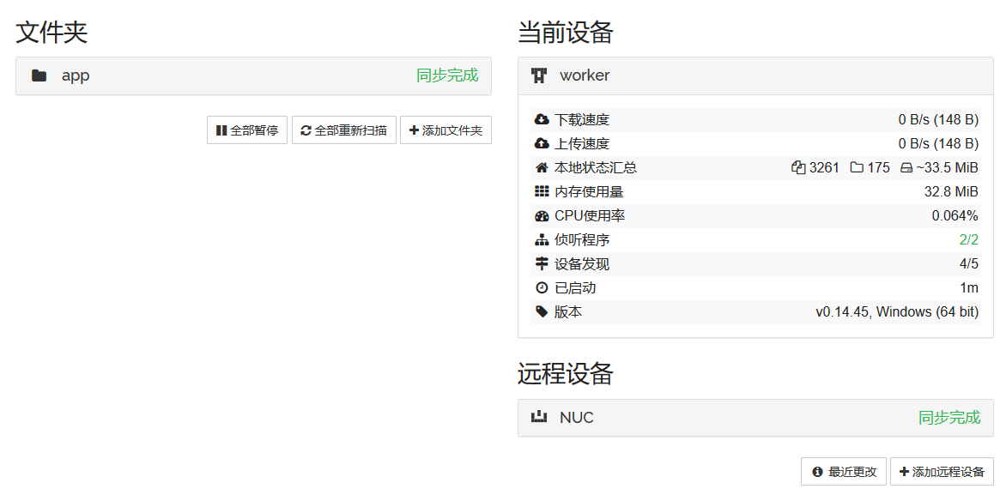 文件夹
app 同步完成
全部暂停 全部重新扫描 添加文件夹
当前设备
worker
下载速度 0 B/s (148 B)
上传速度 0 B/s (148 B)
本地状态汇总 3261 175 ~33.5 MiB
内存使用量 32.8 MiB
CPU使用率 0.064%
侦听程序 2/2
设备发现 4/5
已启动 1m
版本 v0.14.45, Windows (64 bit)
远程设备
NUC 同步完成
最近更改 添加远程设备